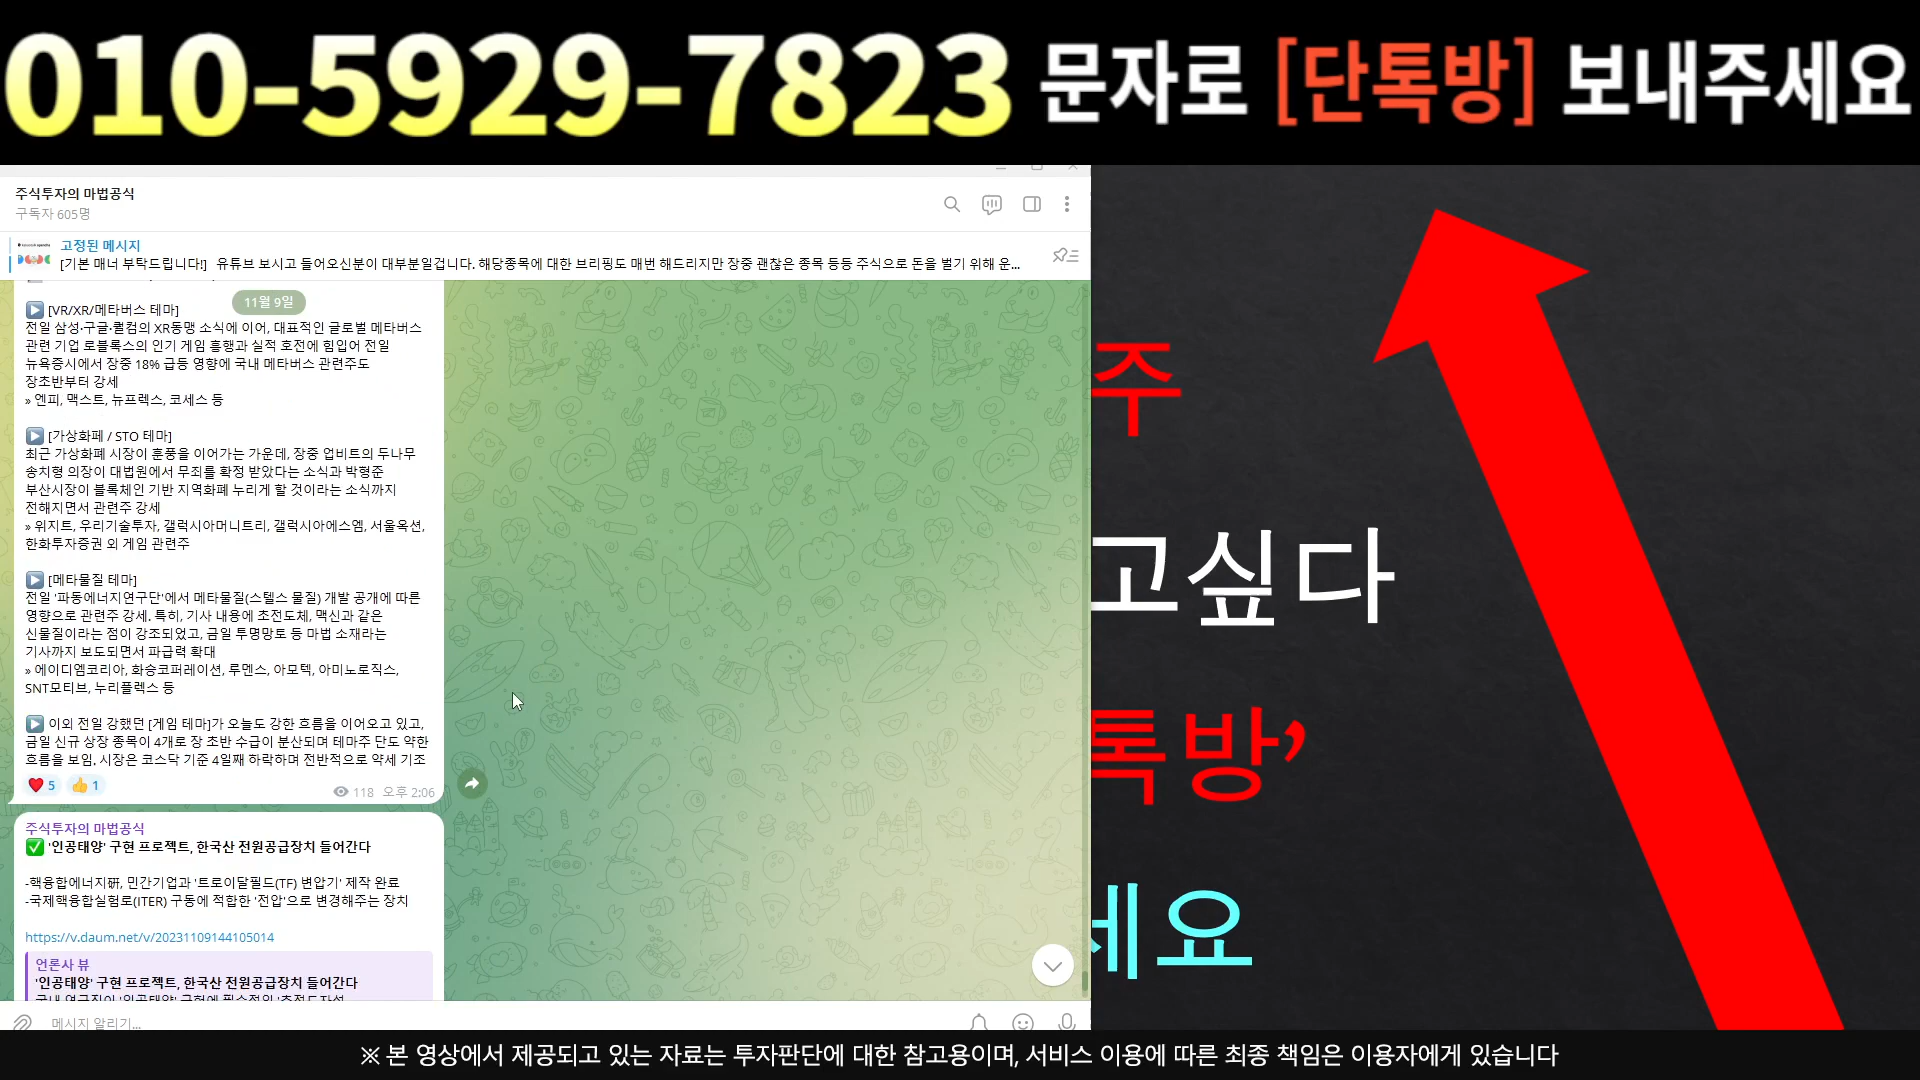 010-5929-7823 문자로 [단톡방] 보내주세요
주식투자의 마법공식
구독자 605명
고정된 메시지
[기본 매너 부탁드립니다!] 유튜브 보시고 들어오신분이 대부분일겁니다. 해당종목에 대한 브리핑도 매번 해드리지만 장중 괜찮은 종목 등등 주식으로 돈을 벌기 위해 운...
11월 9일
[VR/XR/메타버스 테마]
전일 삼성·구글·퀄컴의 XR동맹 소식에 이어, 대표적인 글로벌 메타버스
관련 기업 로블록스의 인기 게임 흥행과 실적 호전에 힘입어 전일
뉴욕증시에서 장중 18% 급등 영향에 국내 메타버스 관련주도
장초반부터 강세
» 엔피, 맥스트, 뉴프렉스, 코세스 등
[가상화폐 / STO 테마]
최근 가상화폐 시장이 훈풍을 이어가는 가운데, 장중 업비트의 두나무
송치형 의장이 대법원에서 무죄를 확정 받았다는 소식과 박형준
부산시장이 블록체인 기반 지역화폐 누리게 할 것이라는 소식까지
전해지면서 관련주 강세
» 위지트, 우리기술투자, 갤럭시아머니트리, 갤럭시아에스엠, 서울옥션,
한화투자증권 외 게임 관련주
[메타물질 테마]
전일 '파동에너지연구단'에서 메타물질(스텔스 물질) 개발 공개에 따른
영향으로 관련주 강세. 특히, 기사 내용에 초전도체, 맥신과 같은
신물질이라는 점이 강조되었고, 금일 투명망토 등 마법 소재라는
기사까지 보도되면서 파급력 확대
» 에이디엠코리아, 화승코퍼레이션, 루멘스, 아모텍, 아미노로직스,
SNT모티브, 누리플렉스 등
이외 전일 강했던 [게임 테마]가 오늘도 강한 흐름을 이어오고 있고,
금일 신규 상장 종목이 4개로 장 초반 수급이 분산되며 테마주 단도 약한
흐름을 보임. 시장은 코스닥 기준 4일째 하락하며 전반적으로 약세 기조
5 1 118 오후 2:06
주식투자의 마법공식
'인공태양' 구현 프로젝트, 한국산 전원공급장치 들어간다
-핵융합에너지硏, 민간기업과 '트로이달필드(TF) 변압기' 제작 완료
-국제핵융합실험로(ITER) 구동에 적합한 '전압'으로 변경해주는 장치
https://v.daum.net/v/20231109144105014
언론사 뷰
'인공태양' 구현 프로젝트, 한국산 전원공급장치 들어간다
국내 연구진이 '인공태양' 구현에 필수적인 '초전도자석
메시지 알리기...
주
고싶다
톡방’
세요
※ 본 영상에서 제공되고 있는 자료는 투자판단에 대한 참고용이며, 서비스 이용에 따른 최종 책임은 이용자에게 있습니다